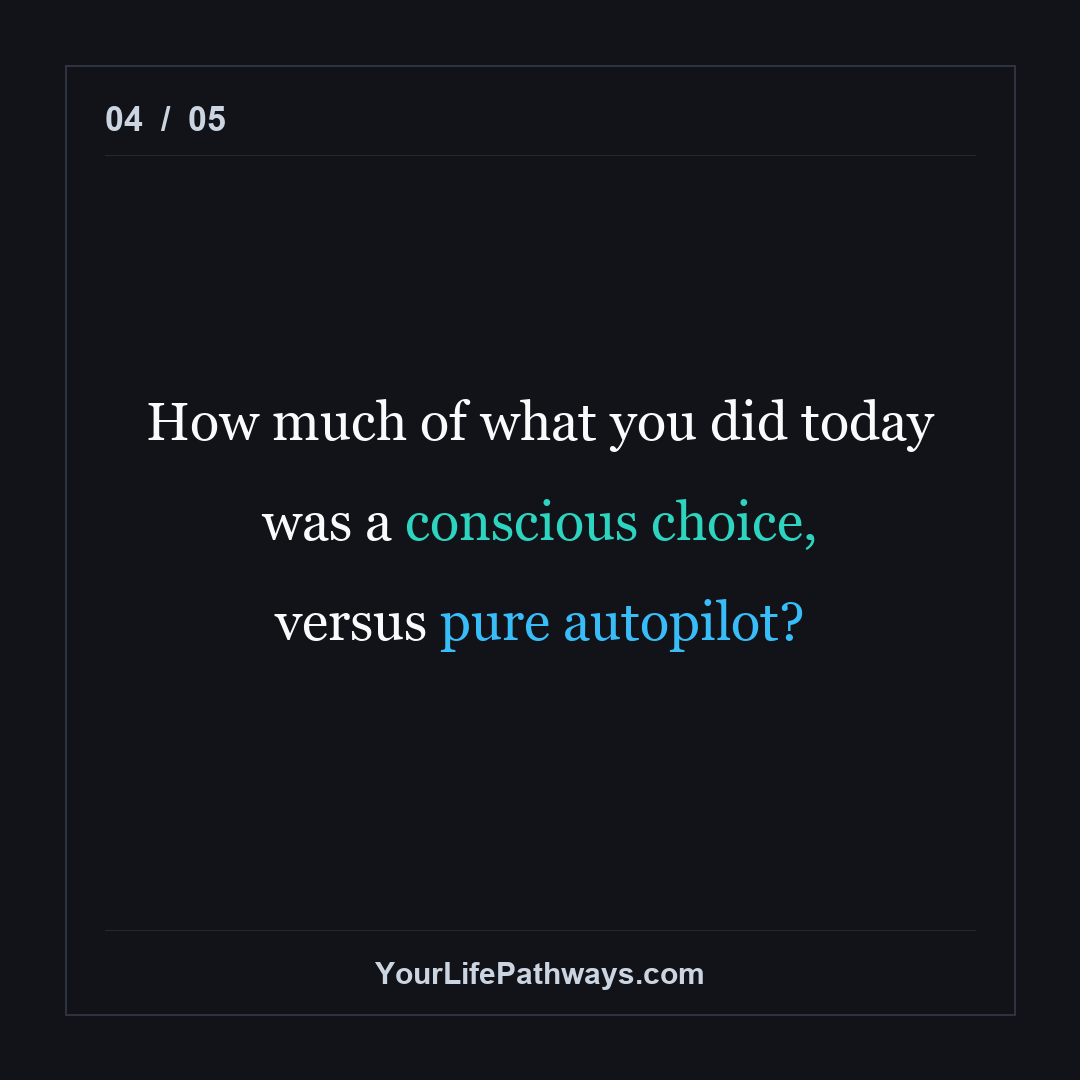 04 / 05
How much of what you did today
was a conscious choice,
versus pure autopilot?
YourLifePathways.com